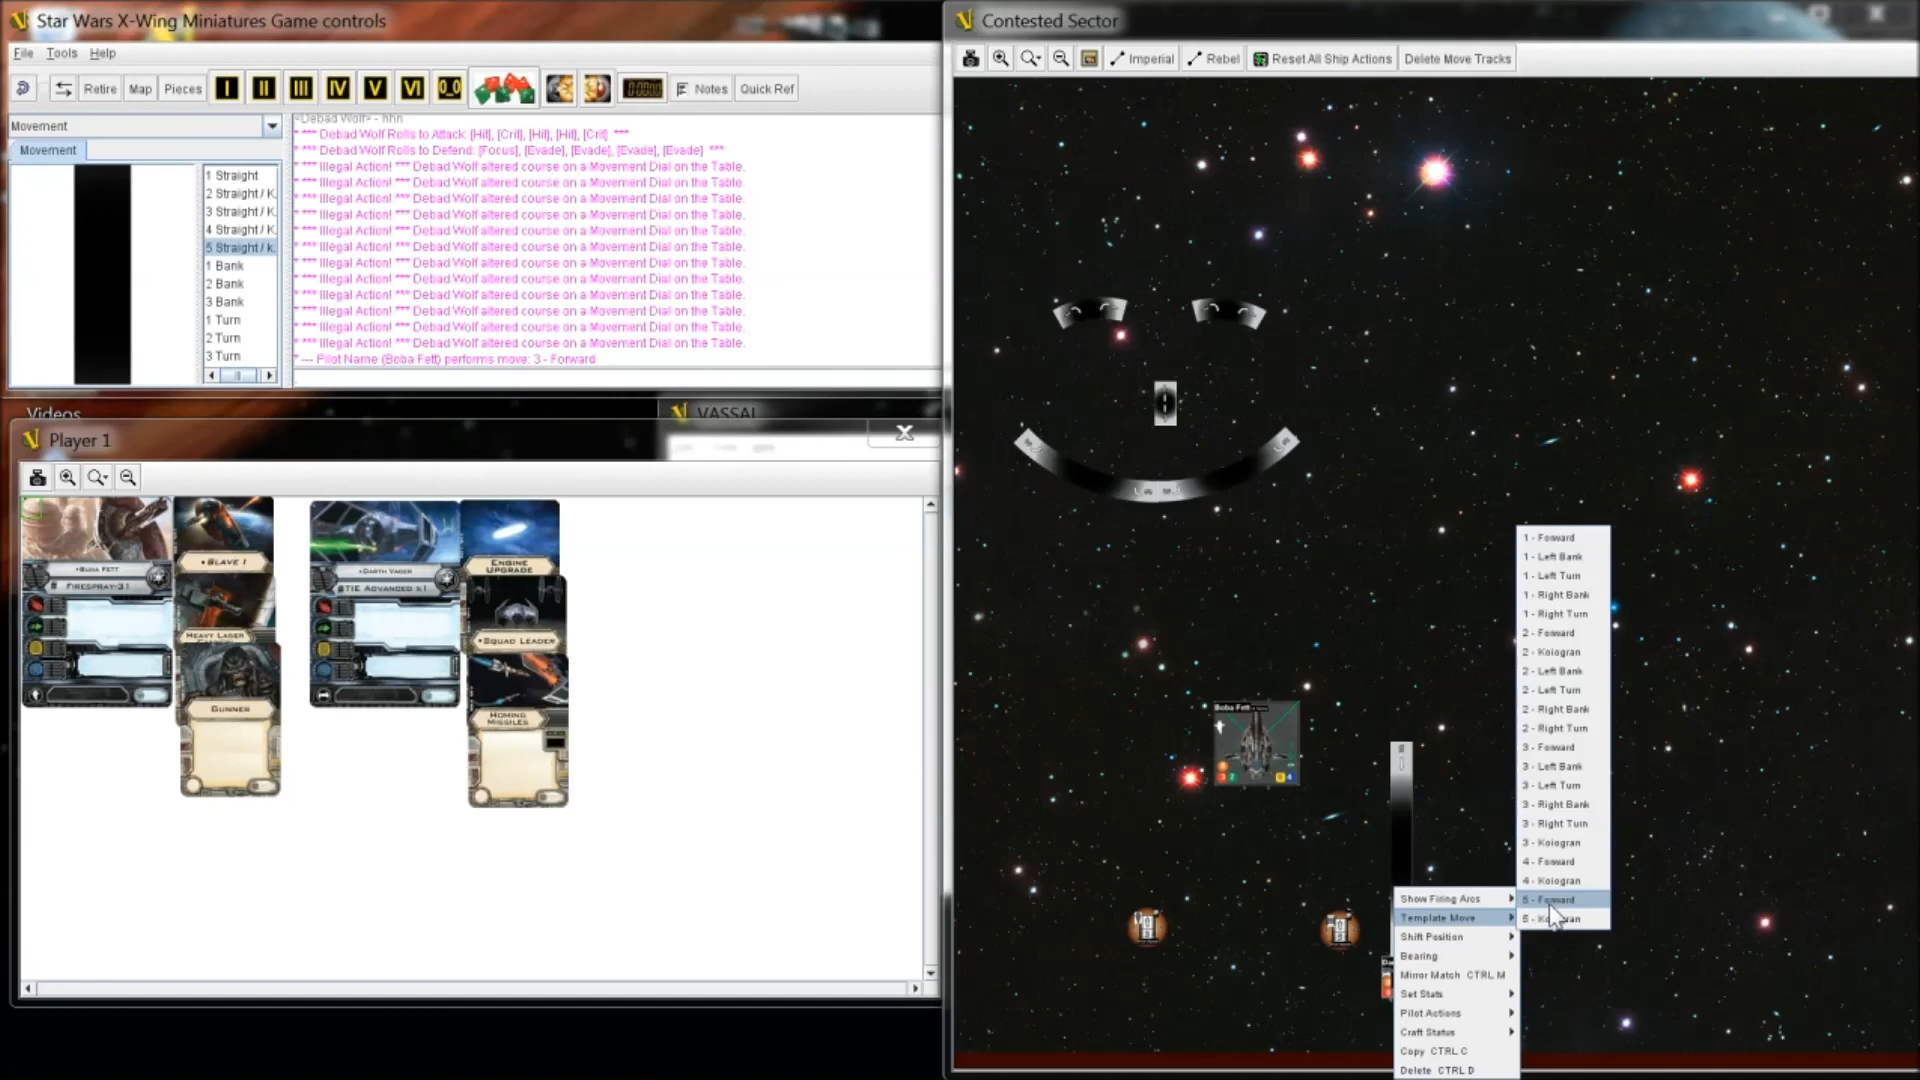 Star Wars X-Wing Miniatures Game controls
File Tools Help
Retire Map Pieces I II III IV V VI 0_0 Notes Quick Ref
Movement
Movement
1 Straight
2 Straight / K
3 Straight / K
4 Straight / K
5 Straight / k
1 Bank
2 Bank
3 Bank
1 Turn
2 Turn
3 Turn
<Debad Wolf> - hhh
* *** Debad Wolf Rolls to Attack: [Hit], [Crit], [Hit], [Hit], [Crit] ***
* *** Debad Wolf Rolls to Defend: [Focus], [Evade], [Evade], [Evade], [Evade] ***
* *** Illegal Action! *** Debad Wolf altered course on a Movement Dial on the Table.
* *** Illegal Action! *** Debad Wolf altered course on a Movement Dial on the Table.
* *** Illegal Action! *** Debad Wolf altered course on a Movement Dial on the Table.
* *** Illegal Action! *** Debad Wolf altered course on a Movement Dial on the Table.
* *** Illegal Action! *** Debad Wolf altered course on a Movement Dial on the Table.
* *** Illegal Action! *** Debad Wolf altered course on a Movement Dial on the Table.
* *** Illegal Action! *** Debad Wolf altered course on a Movement Dial on the Table.
* *** Illegal Action! *** Debad Wolf altered course on a Movement Dial on the Table.
* *** Illegal Action! *** Debad Wolf altered course on a Movement Dial on the Table.
* *** Illegal Action! *** Debad Wolf altered course on a Movement Dial on the Table.
* *** Illegal Action! *** Debad Wolf altered course on a Movement Dial on the Table.
* *** Illegal Action! *** Debad Wolf altered course on a Movement Dial on the Table.
* --- Pilot Name (Boba Fett) performs move: 3 - Forward
Videos
VASSAL
Player 1
Boba Fett
Firespray-31
Slave I
Heavy Laser
Gunner
Darth Vader
TIE Advanced x1
Engine Upgrade
Squad Leader
Homing Missiles
Contested Sector
Imperial Rebel Reset All Ship Actions Delete Move Tracks
Boba Fett
Show Firing Arcs
Template Move
Shift Position
Bearing
Mirror Match CTRL M
Set Stats
Pilot Actions
Craft Status
Copy CTRL C
Delete CTRL D
1 - Forward
1 - Left Bank
1 - Left Turn
1 - Right Bank
1 - Right Turn
2 - Forward
2 - Koiogran
2 - Left Bank
2 - Left Turn
2 - Right Bank
2 - Right Turn
3 - Forward
3 - Left Bank
3 - Left Turn
3 - Right Bank
3 - Right Turn
3 - Koiogran
4 - Forward
4 - Koiogran
5 - Forward
5 - Koiogran